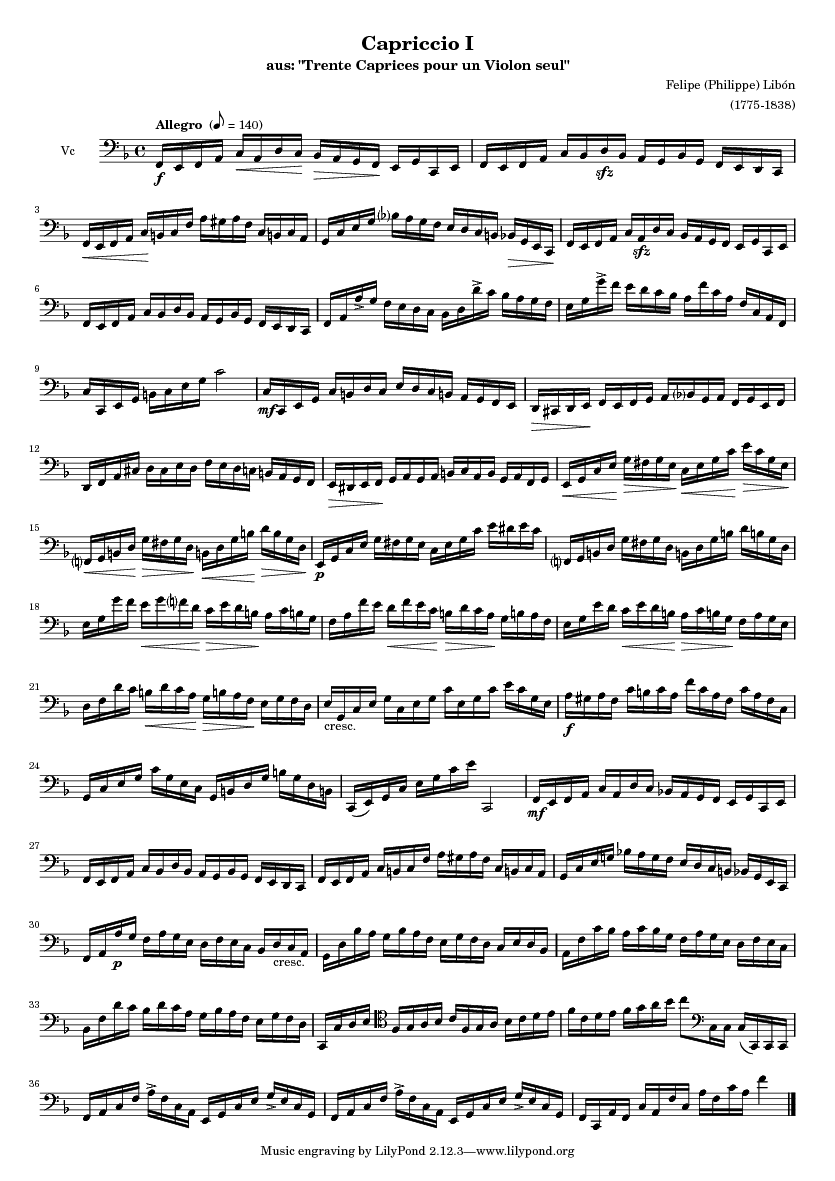 Capriccio I
aus: "Trente Caprices pour un Violon seul"
Felipe (Philippe) Libón
(1775-1838)
Allegro (♪ = 140)
Vc
f
sfz
3
sfz
6
9
mf
12
15
p
18
21
cresc.
f
24
mf
27
30
p
cresc.
33
36
Music engraving by LilyPond 2.12.3—www.lilypond.org